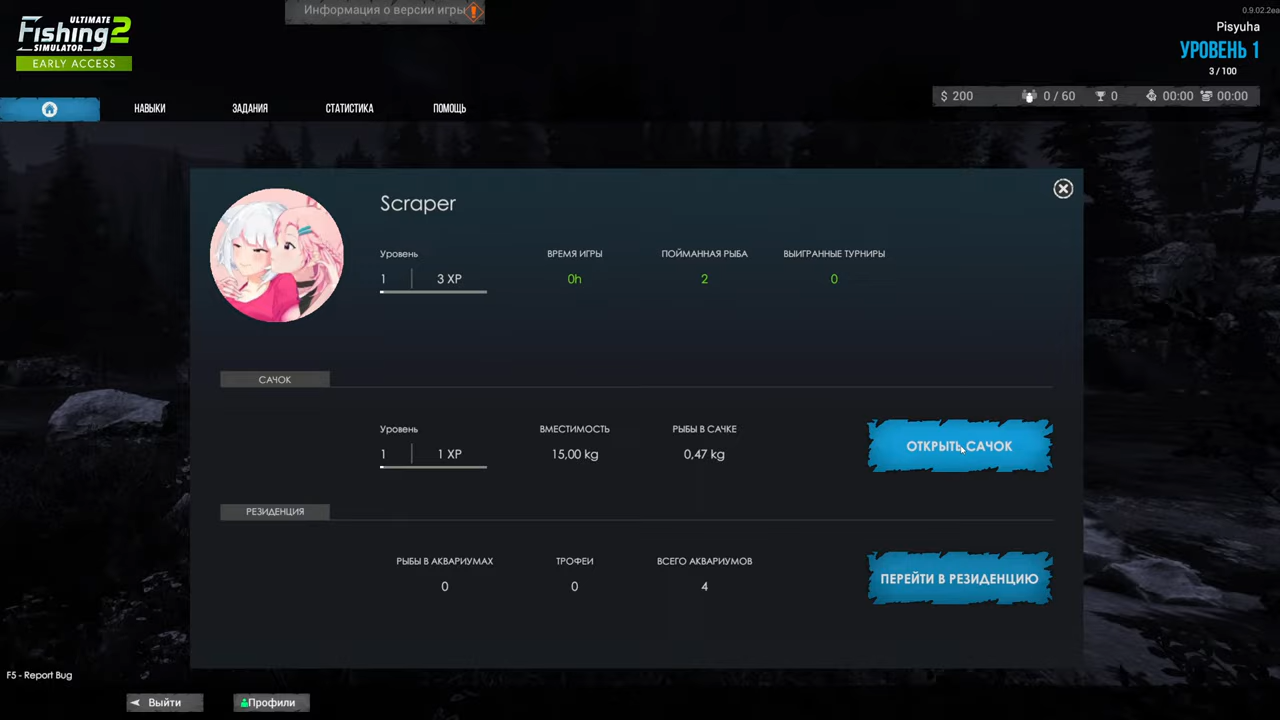 ULTIMATE
Fishing 2
SIMULATOR
EARLY ACCESS
Информация о версии игры
0.9.02.2ea
Pisyuha
УРОВЕНЬ 1
3 / 100
$ 200
0 / 60
0
00:00
00:00
НАВЫКИ
ЗАДАНИЯ
СТАТИСТИКА
ПОМОЩЬ
Scraper
Уровень
ВРЕМЯ ИГРЫ
ПОЙМАННАЯ РЫБА
ВЫИГРАННЫЕ ТУРНИРЫ
1
3 XP
0h
2
0
САЧОК
Уровень
ВМЕСТИМОСТЬ
РЫБЫ В САЧКЕ
1
1 XP
15,00 kg
0,47 kg
ОТКРЫТЬ САЧОК
РЕЗИДЕНЦИЯ
РЫБЫ В АКВАРИУМАХ
ТРОФЕИ
ВСЕГО АКВАРИУМОВ
0
0
4
ПЕРЕЙТИ В РЕЗИДЕНЦИЮ
F5 - Report Bug
Выйти
Профили